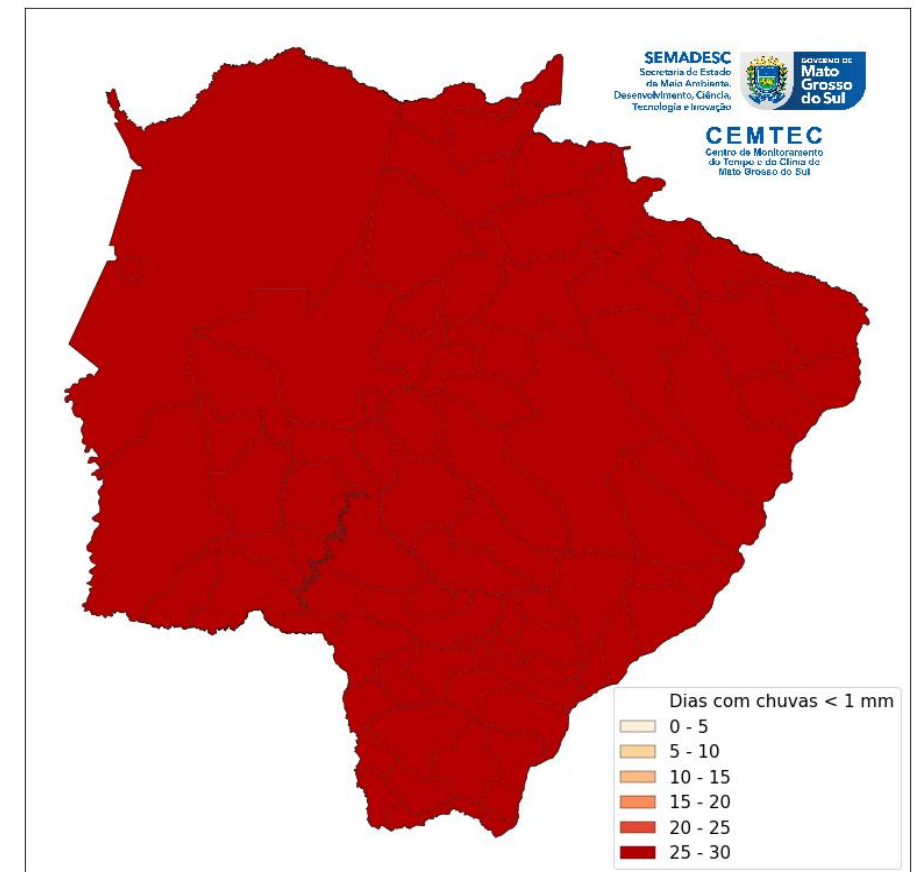 SEMADESC
Secretaria de Estado
de Meio Ambiente,
Desenvolvimento, Ciência,
Tecnologia e Inovação
GOVERNO DE
Mato
Grosso
do Sul
CEMTEC
Centro de Monitoramento
do Tempo e do Clima de
Mato Grosso do Sul
Dias com chuvas < 1 mm
0 - 5
5 - 10
10 - 15
15 - 20
20 - 25
25 - 30